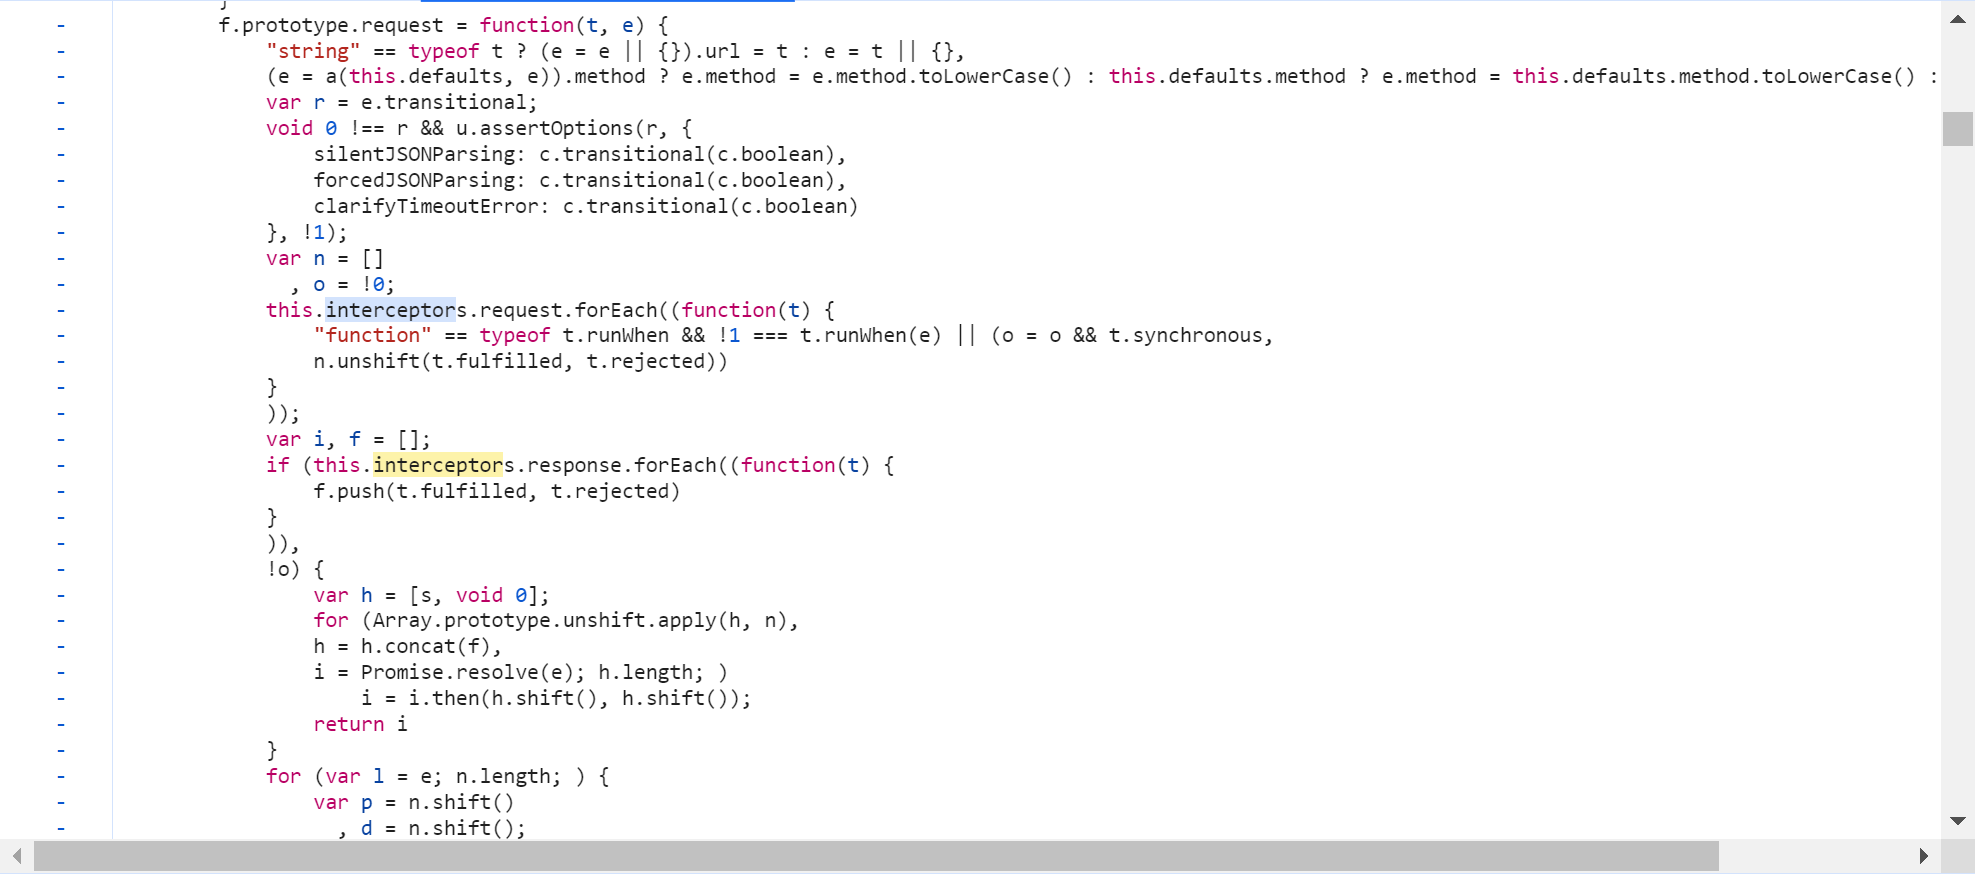 }
- f.prototype.request = function(t, e) {
- "string" == typeof t ? (e = e || {}).url = t : e = t || {},
- (e = a(this.defaults, e)).method ? e.method = e.method.toLowerCase() : this.defaults.method ? e.method = this.defaults.method.toLowerCase() :
- var r = e.transitional;
- void 0 !== r && u.assertOptions(r, {
- silentJSONParsing: c.transitional(c.boolean),
- forcedJSONParsing: c.transitional(c.boolean),
- clarifyTimeoutError: c.transitional(c.boolean)
- }, !1);
- var n = []
- , o = !0;
- this.interceptors.request.forEach((function(t) {
- "function" == typeof t.runWhen && !1 === t.runWhen(e) || (o = o && t.synchronous,
- n.unshift(t.fulfilled, t.rejected))
- }
- ));
- var i, f = [];
- if (this.interceptors.response.forEach((function(t) {
- f.push(t.fulfilled, t.rejected)
- }
- )),
- !o) {
- var h = [s, void 0];
- for (Array.prototype.unshift.apply(h, n),
- h = h.concat(f),
- i = Promise.resolve(e); h.length; )
- i = i.then(h.shift(), h.shift());
- return i
- }
- for (var l = e; n.length; ) {
- var p = n.shift()
- , d = n.shift();